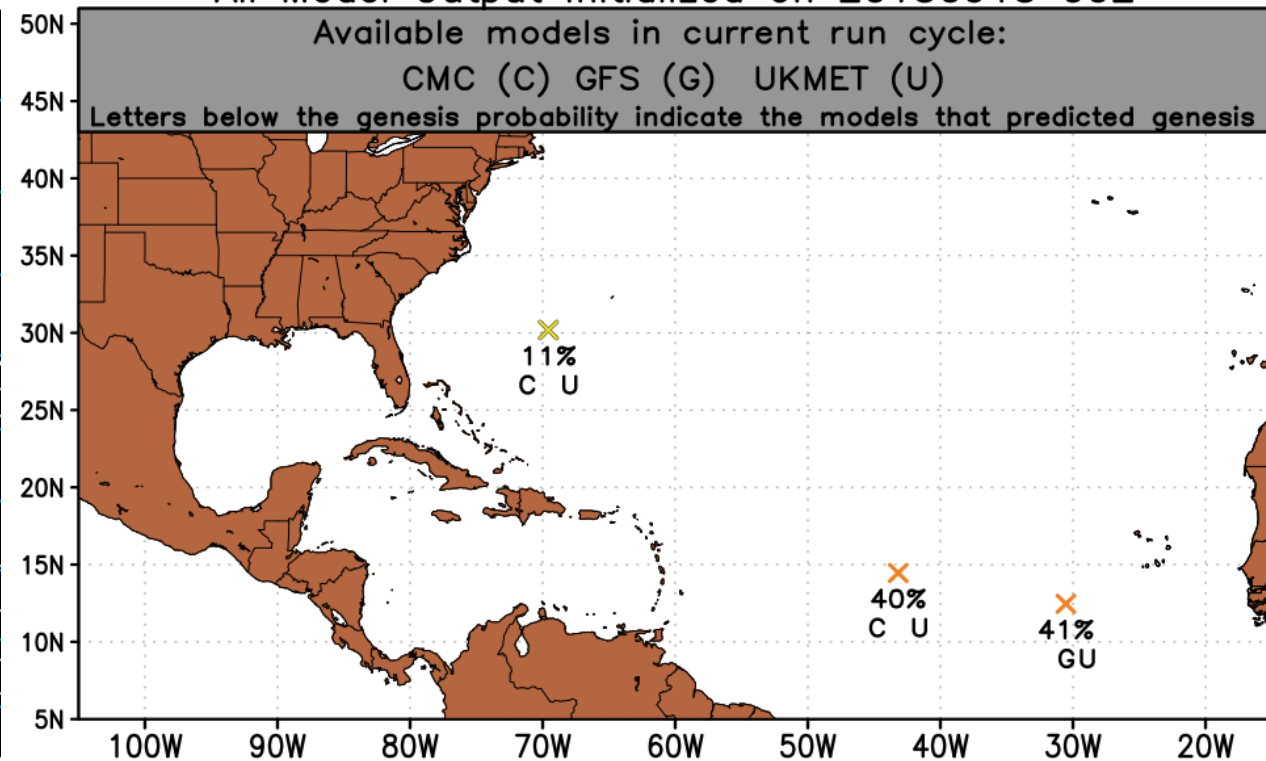 50N
Available models in current run cycle:
CMC (C) GFS (G) UKMET (U)
45N
Letters below the genesis probability indicate the models that predicted genesis
40N
35N
30N
11%
C U
25N
20N
15N
40%
C U
41%
GU
10N
5N
100W 90W 80W 70W 60W 50W 40W 30W 20W